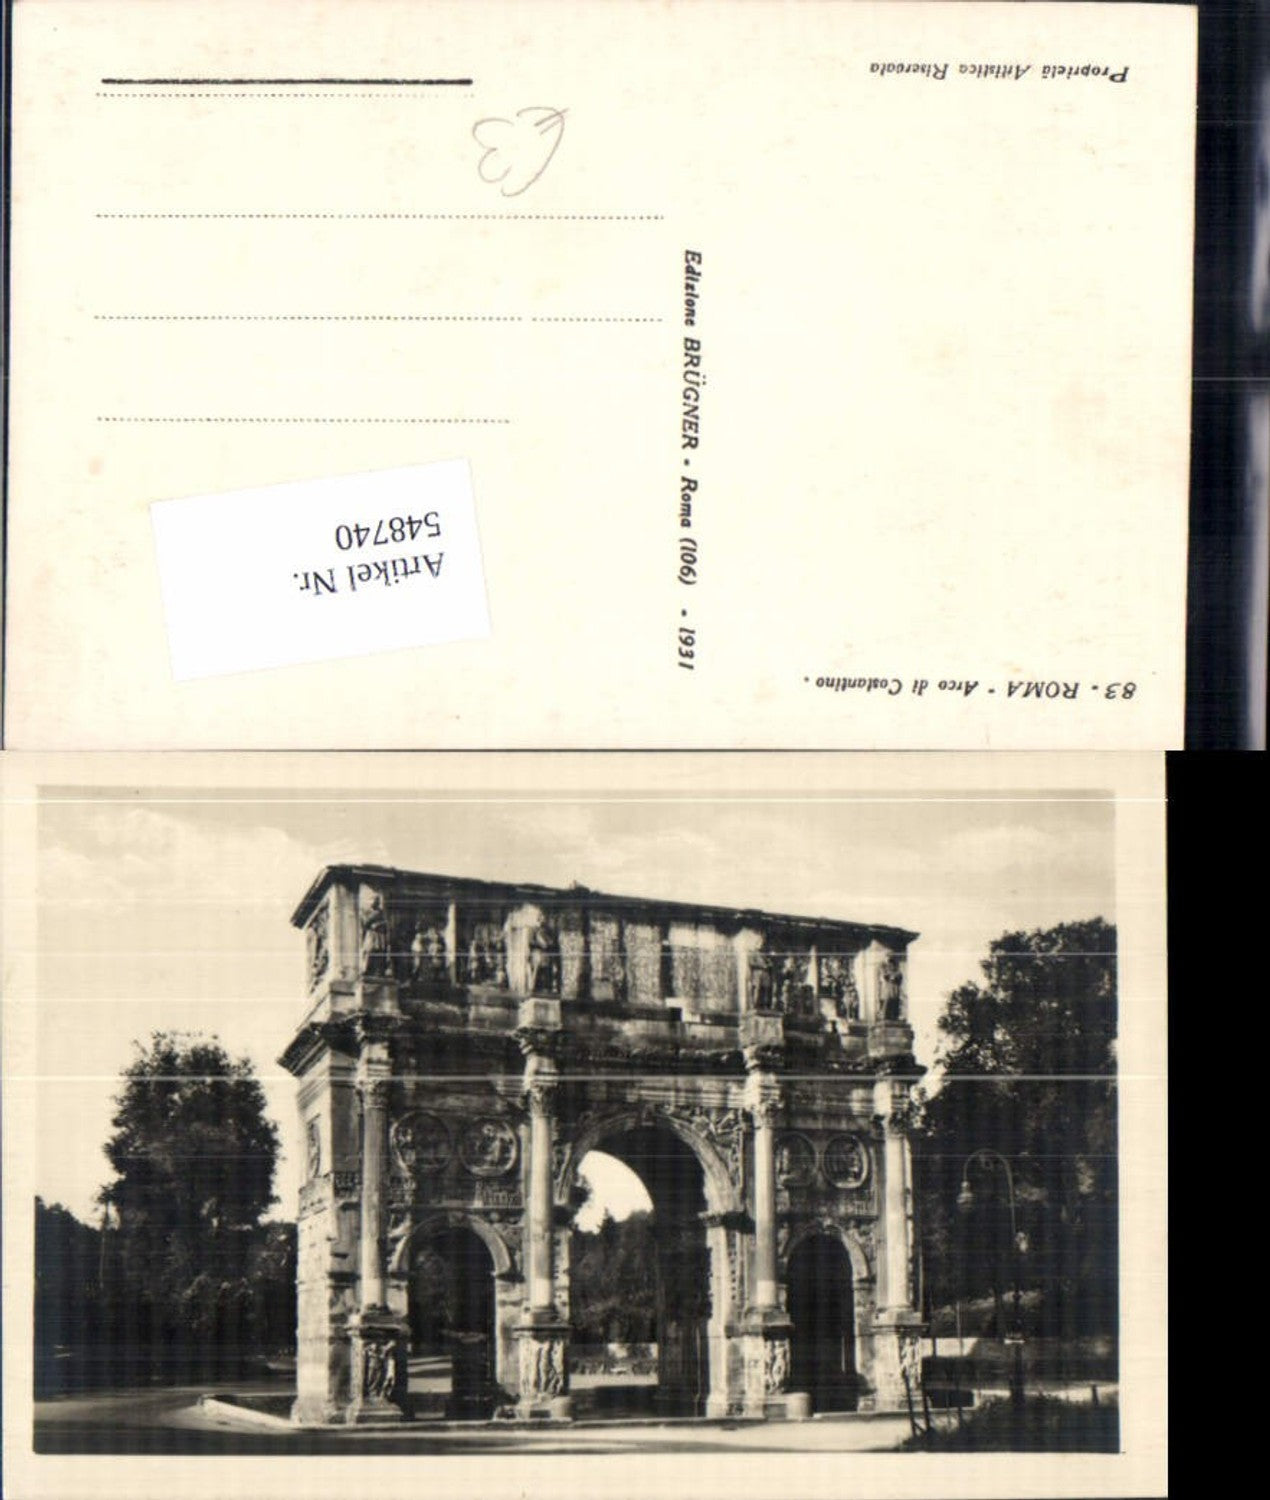 83 - ROMA - Arco di Costantino .
Proprietà Artistica Riservata
Edizione BRÜGNER - Roma (106) - 1931
Artikel Nr.
548740